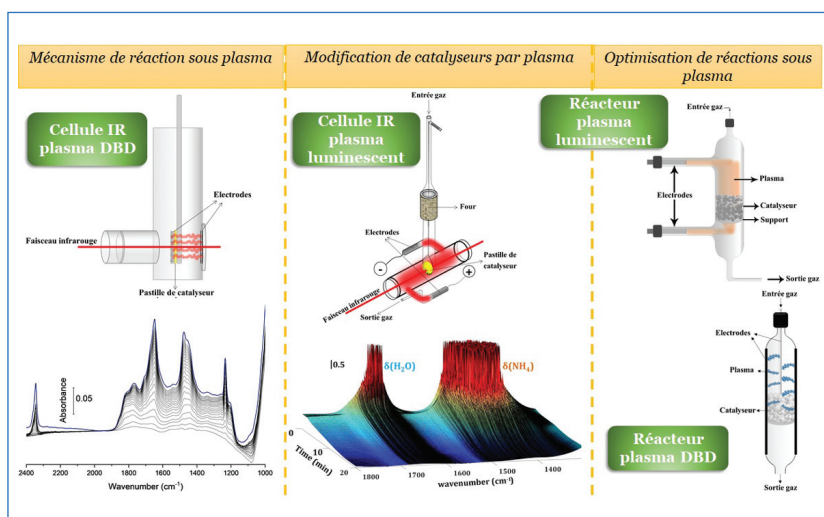 Mécanisme de réaction sous plasma
Cellule IR
plasma DBD
Electrodes
Faisceau infrarouge
Pastille de catalyseur
Absorbance
0.05
2400 2200 2000 1800 1600 1400 1200 1000
Wavenumber (cm⁻¹)
Modification de catalyseurs par plasma
Entrée gaz
Cellule IR
plasma
luminescent
Four
Electrodes
-
+
Pastille de
catalyseur
Faisceau infrarouge
Sortie gaz
0.5
δ(H₂O)
δ(NH₄)
0
10
20
Time (min)
1800
1700
1600
1500
1400
wavenumber (cm⁻¹)
Optimisation de réactions sous
plasma
Réacteur
plasma
luminescent
Entrée gaz
Plasma
Electrodes
Catalyseur
Support
Sortie gaz
Entrée gaz
Electrodes
Plasma
Catalyseur
Réacteur
plasma DBD
Sortie gaz